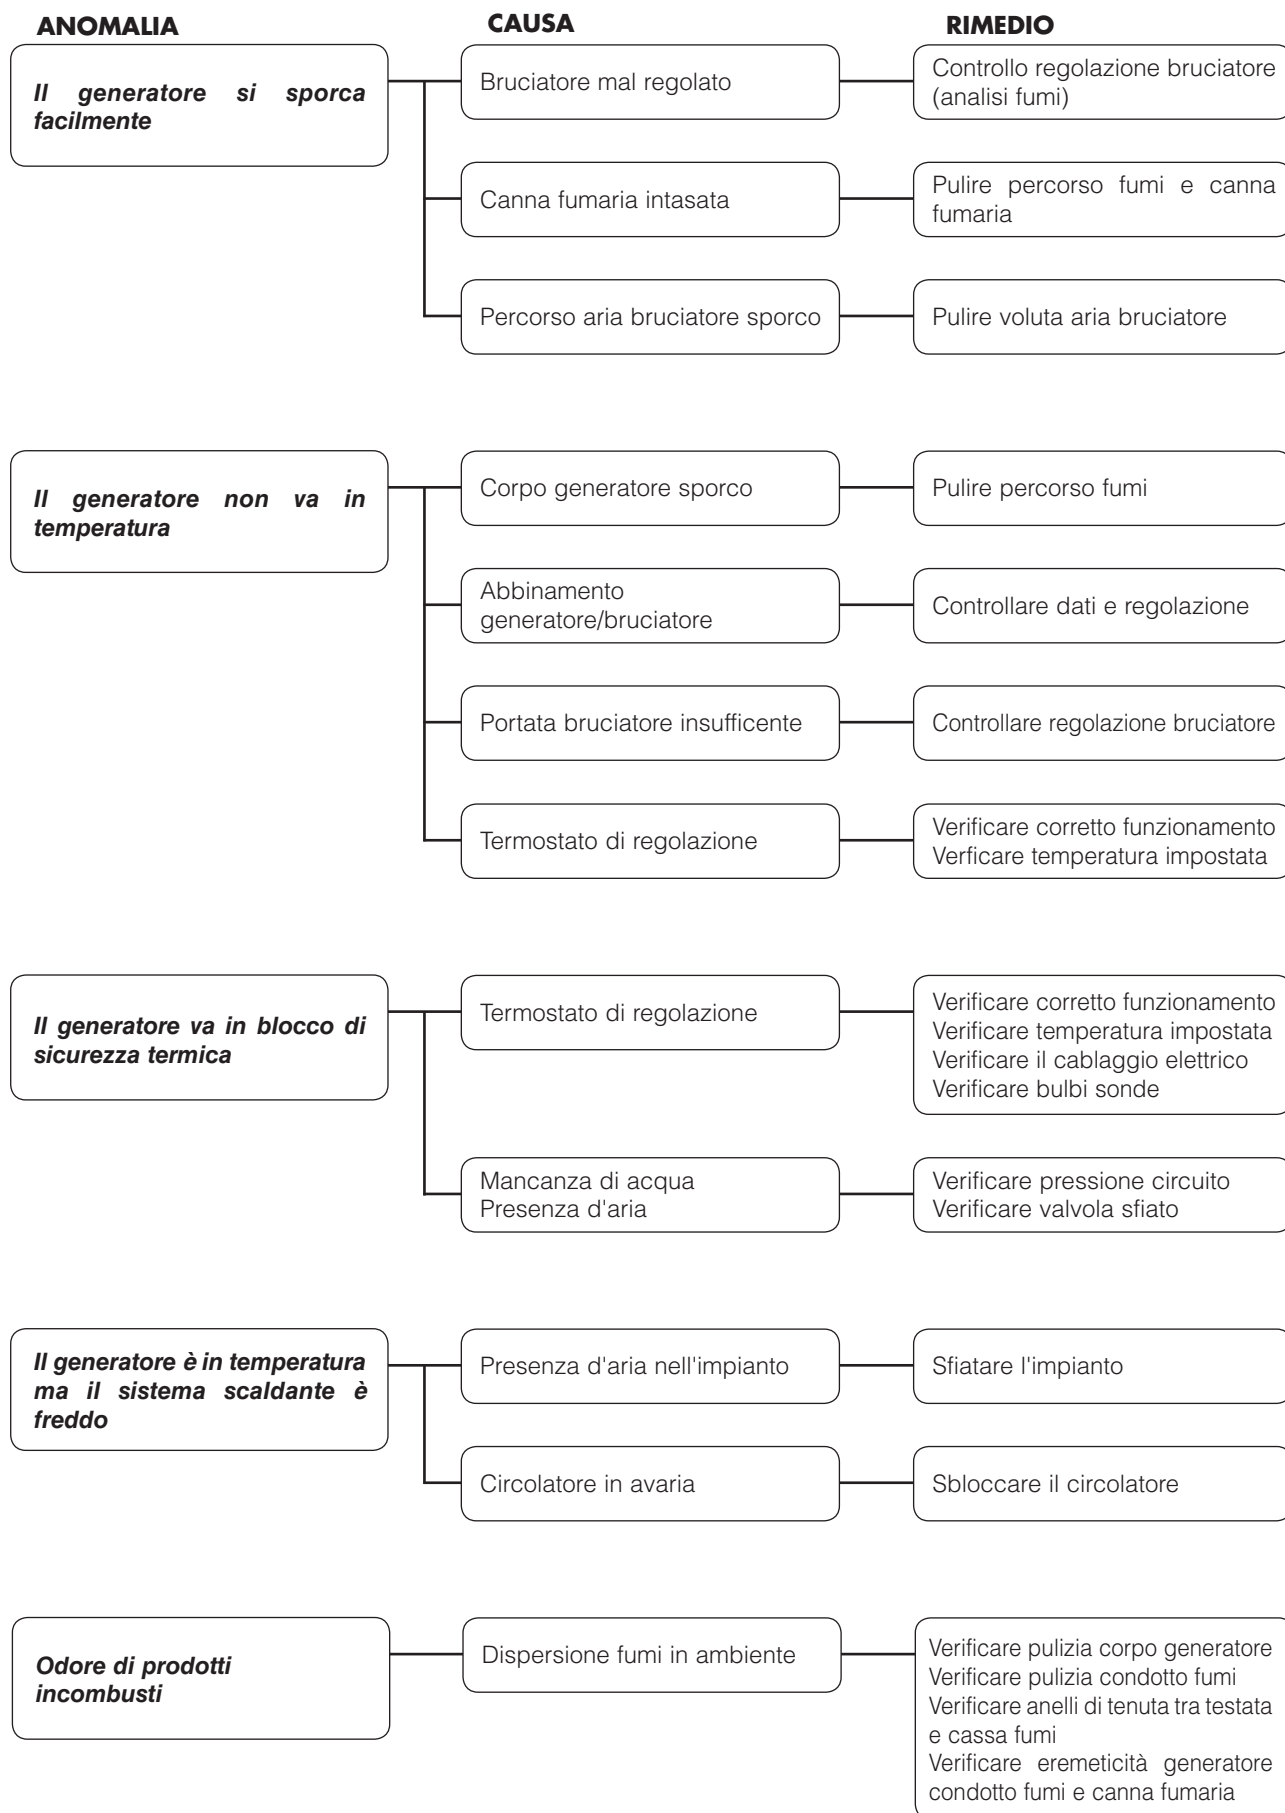 ANOMALIA
CAUSA
RIMEDIO
Il generatore si sporca
facilmente
Bruciatore mal regolato
Controllo regolazione bruciatore
(analisi fumi)
Canna fumaria intasata
Pulire percorso fumi e canna
fumaria
Percorso aria bruciatore sporco
Pulire voluta aria bruciatore
Il generatore non va in
temperatura
Corpo generatore sporco
Pulire percorso fumi
Abbinamento
generatore/bruciatore
Controllare dati e regolazione
Portata bruciatore insufficente
Controllare regolazione bruciatore
Termostato di regolazione
Verificare corretto funzionamento
Verficare temperatura impostata
Il generatore va in blocco di
sicurezza termica
Termostato di regolazione
Verificare corretto funzionamento
Verificare temperatura impostata
Verificare il cablaggio elettrico
Verificare bulbi sonde
Mancanza di acqua
Presenza d'aria
Verificare pressione circuito
Verificare valvola sfiato
Il generatore è in temperatura
ma il sistema scaldante è
freddo
Presenza d'aria nell'impianto
Sfiatare l'impianto
Circolatore in avaria
Sbloccare il circolatore
Odore di prodotti
incombusti
Dispersione fumi in ambiente
Verificare pulizia corpo generatore
Verificare pulizia condotto fumi
Verificare anelli di tenuta tra testata
e cassa fumi
Verificare eremeticità generatore
condotto fumi e canna fumaria